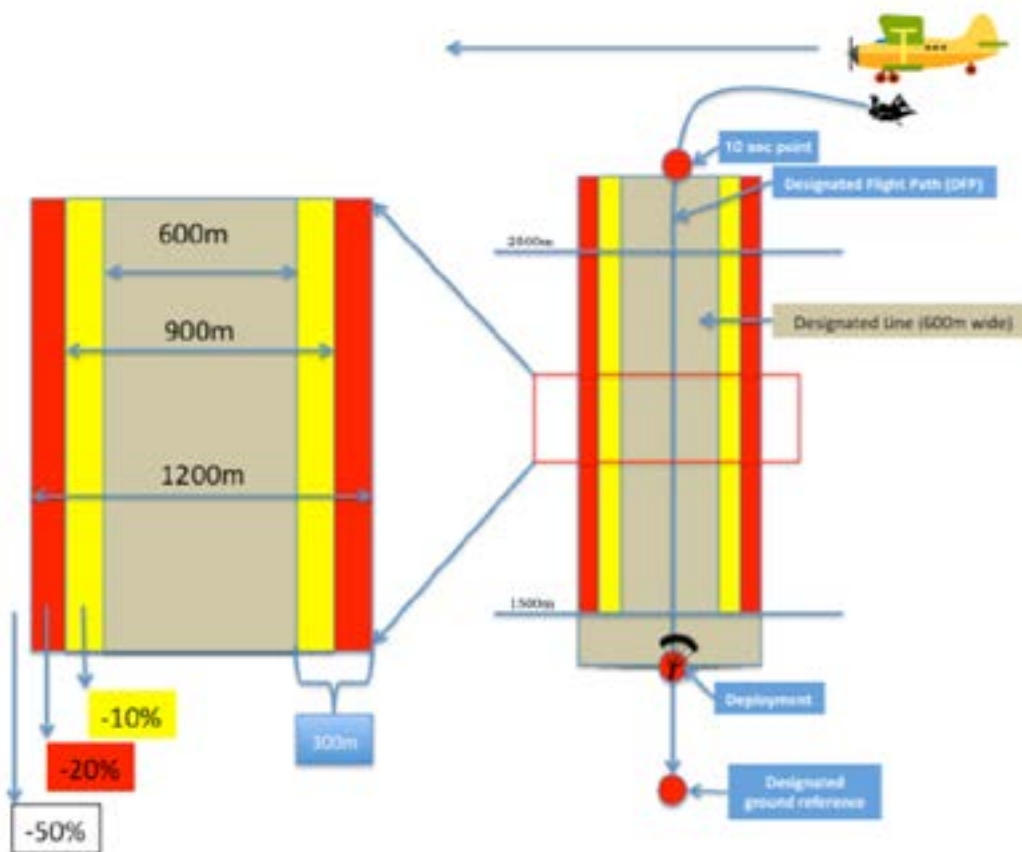 10 sec point
Designated Flight Path (DFP)
600m
2500m
900m
Designated Line (600m wide)
1200m
1500m
-10%
Deployment
300m
-20%
Designated
ground reference
-50%